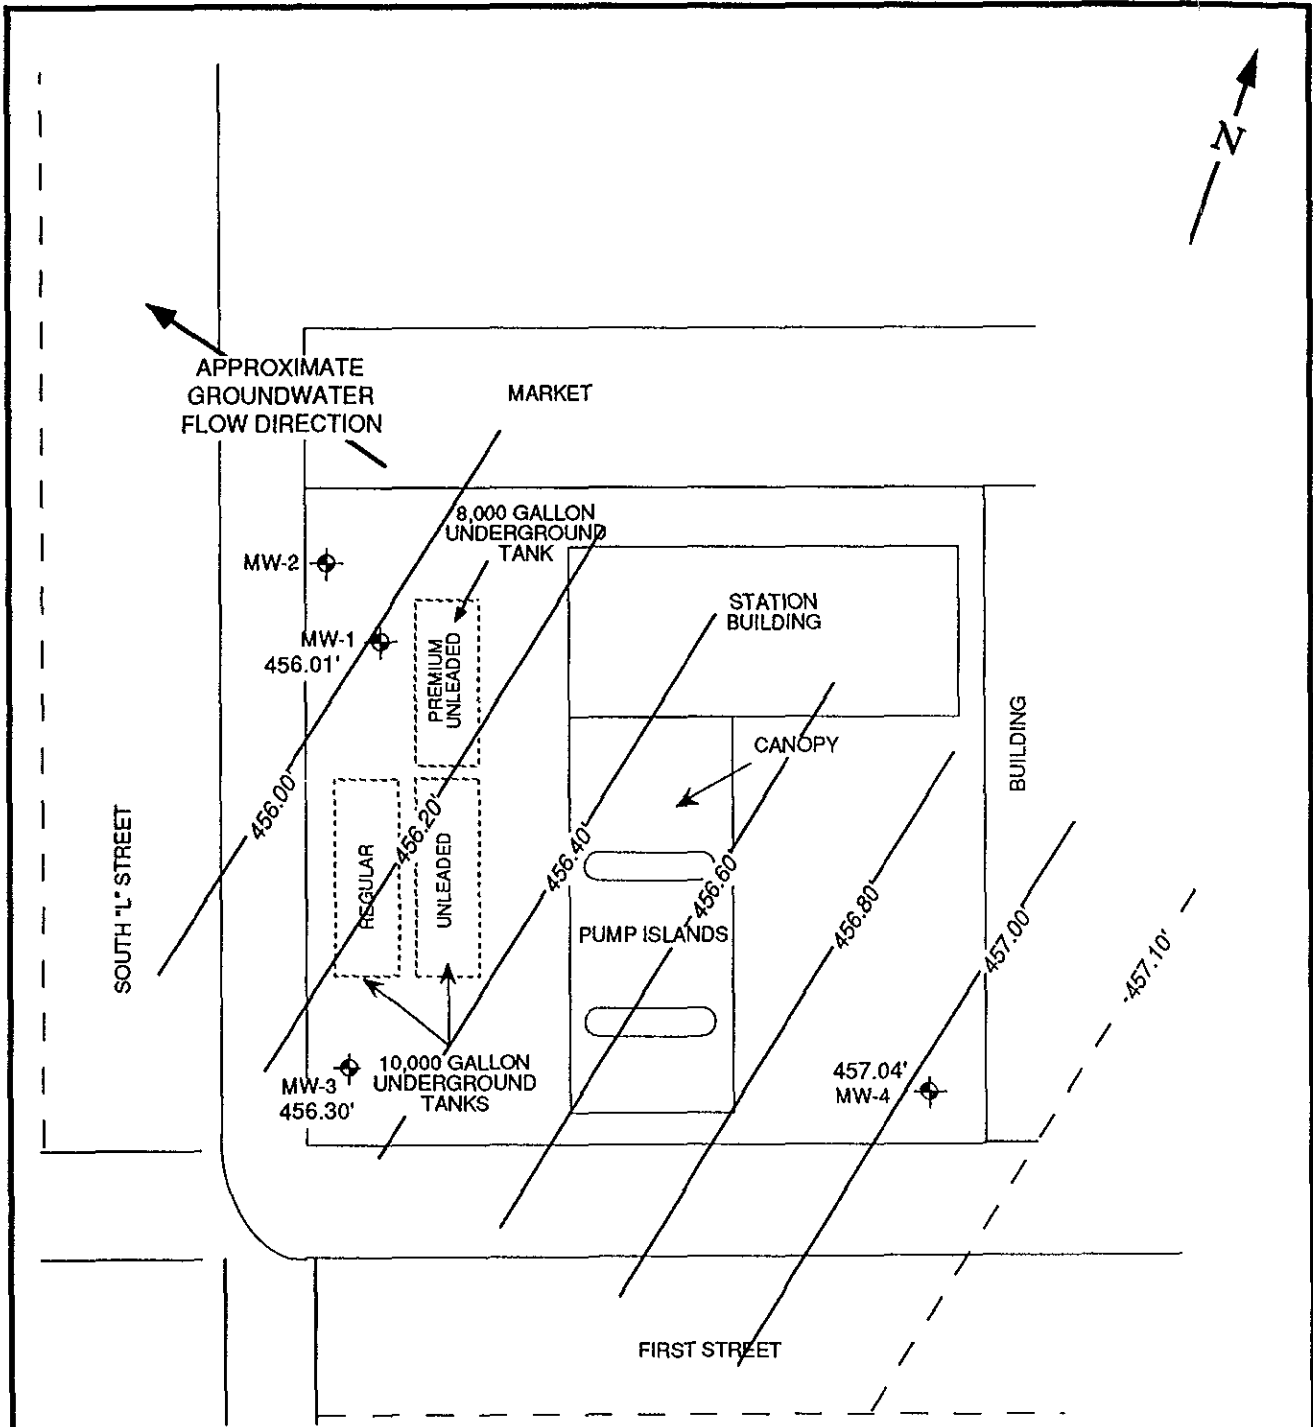 N
APPROXIMATE
GROUNDWATER
FLOW DIRECTION
MARKET
8,000 GALLON
UNDERGROUND
TANK
MW-2
STATION
BUILDING
MW-1
456.01'
PREMIUM
UNLEADED
CANOPY
BUILDING
456.00'
456.20'
456.40'
456.60'
456.80'
457.00'
457.10'
SOUTH "L" STREET
REGULAR
UNLEADED
PUMP ISLANDS
10,000 GALLON
UNDERGROUND
TANKS
MW-3
456.30'
457.04'
MW-4
FIRST STREET